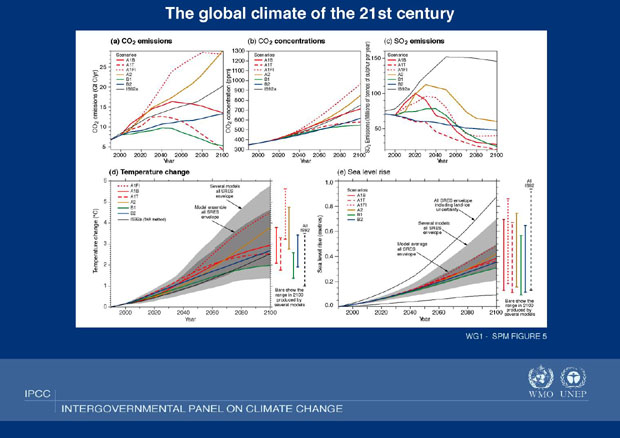 The global climate of the 21st century
(a) CO2 emissions
CO2 emissions (Gt C/yr)
25
20
15
10
5
Scenarios
A1B
A1T
A1FI
A2
B1
B2
IS92a
2000 2020 2040 2060 2080 2100
Year
(b) CO2 concentrations
CO2 concentration (ppm)
1300
1200
1100
1000
900
800
700
600
500
400
300
Scenarios
A1B
A1T
A1FI
A2
B1
B2
IS92a
2000 2020 2040 2060 2080 2100
Year
(c) SO2 emissions
SO2 Emissions (Millions of tonnes of sulphur per year)
150
100
50
Scenarios
A1B
A1T
A1FI
A2
B1
B2
IS92a
2000 2020 2040 2060 2080 2100
Year
(d) Temperature change
Temperature change (°C)
6
5
4
3
2
1
0
A1FI
A1B
A1T
A2
B1
B2
IS92a (TAR method)
Several models
all SRES
envelope
Model ensemble
all SRES
envelope
2000 2020 2040 2060 2080 2100
Year
All
IS92
Bars show the
range in 2100
produced by
several models
(e) Sea level rise
Sea level rise (metres)
1.0
0.8
0.6
0.4
0.2
0.0
Scenarios
A1B
A1T
A1FI
A2
B1
B2
All SRES envelope
including land-ice
uncertainty
Several models
all SRES
envelope
Model average
all SRES
envelope
2000 2020 2040 2060 2080 2100
Year
All
IS92
Bars show the
range in 2100
produced by
several models
WG1 - SPM FIGURE 5
IPCC
INTERGOVERNMENTAL PANEL ON CLIMATE CHANGE
WMO UNEP